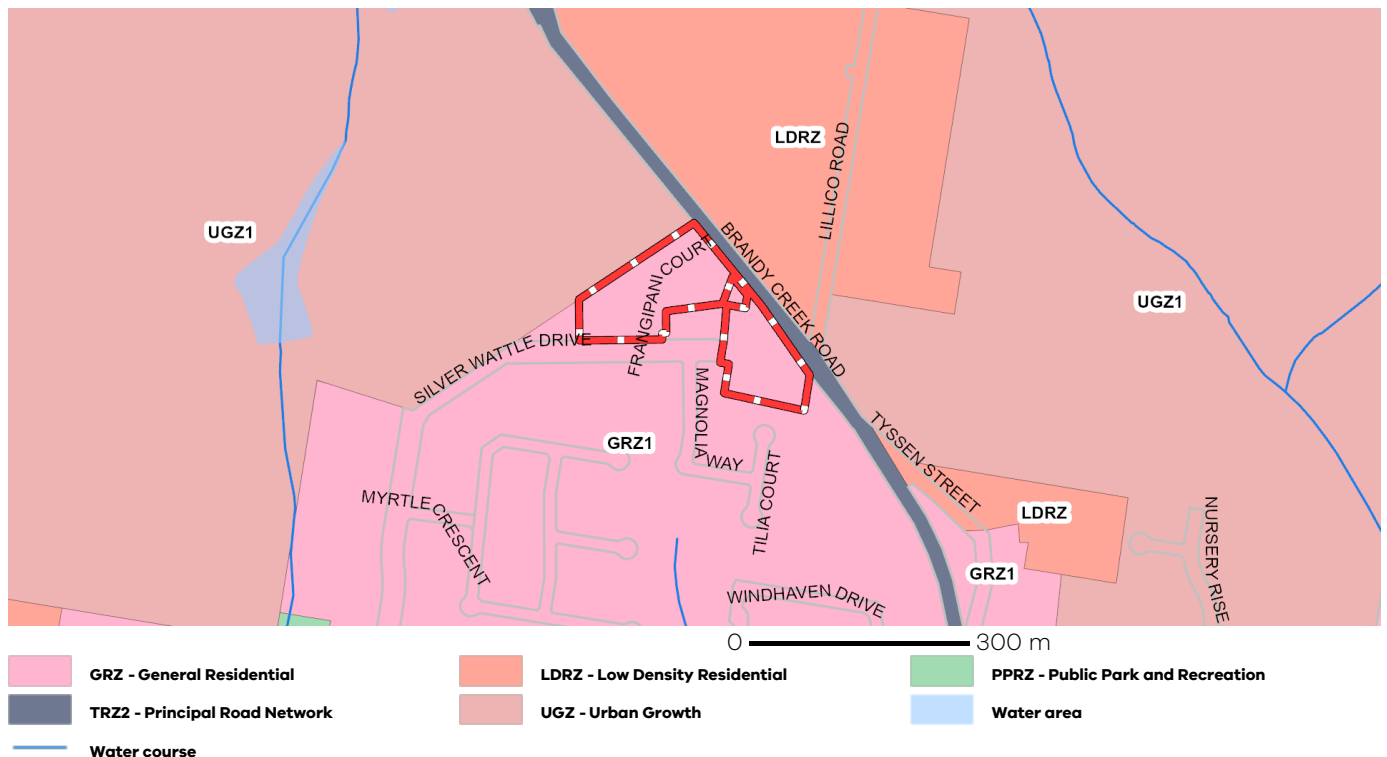 LDRZ
LILLICO ROAD
UGZ1
BRANDY CREEK ROAD
FRANGIPANI COURT
UGZ1
SILVER WATTLE DRIVE
MAGNOLIA
WAY
GRZ1
TYSSEN STREET
TILIA COURT
MYRTLE CRESCENT
LDRZ
NURSERY RISE
GRZ1
WINDHAVEN DRIVE
0 300 m
GRZ - General Residential
LDRZ - Low Density Residential
PPRZ - Public Park and Recreation
TRZ2 - Principal Road Network
UGZ - Urban Growth
Water area
Water course